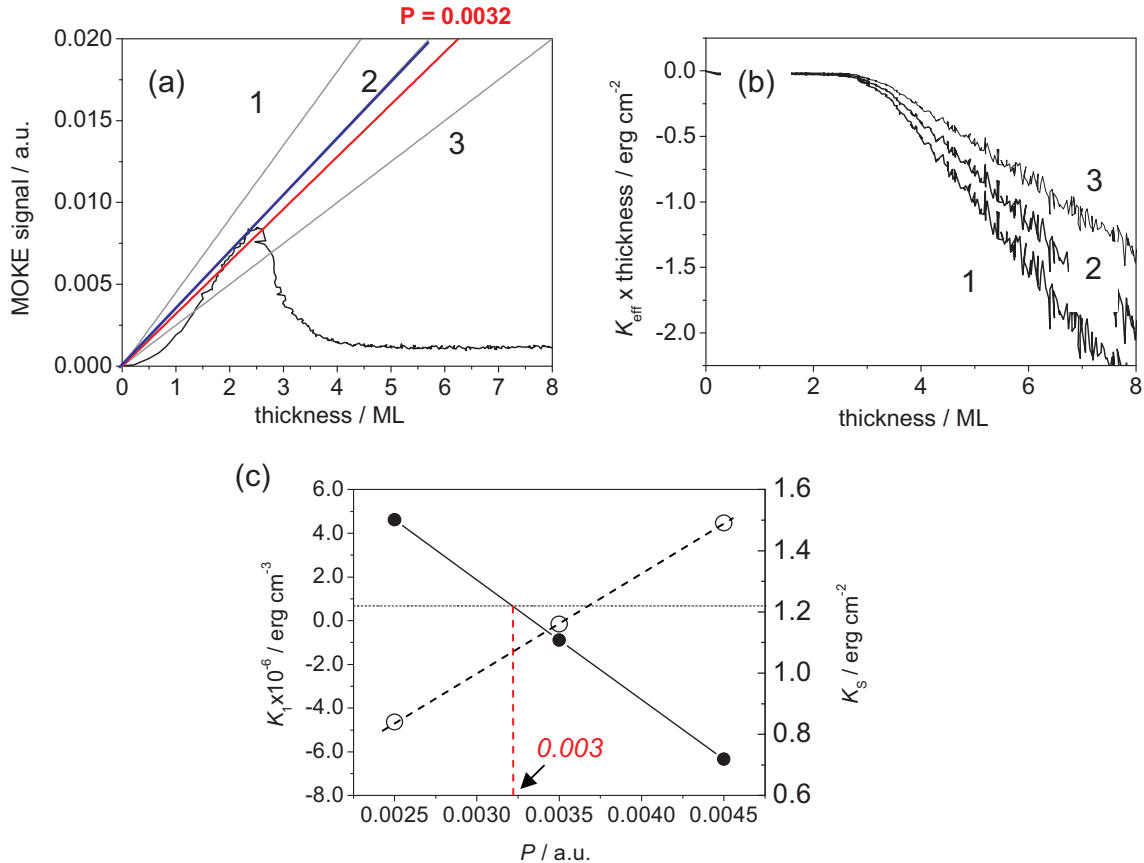 P = 0.0032
(a)
0.020
0.015
0.010
0.005
0.000
MOKE signal / a.u.
1
2
3
0 1 2 3 4 5 6 7 8
thickness / ML
(b)
0.0
-0.5
-1.0
-1.5
-2.0
K_eff x thickness / erg cm^-2
3
2
1
0 2 4 6 8
thickness / ML
(c)
6.0
4.0
2.0
0.0
-2.0
-4.0
-6.0
-8.0
K_1x10^-6 / erg cm^-3
1.6
1.4
1.2
1.0
0.8
0.6
K_S / erg cm^-2
0.003
0.0025 0.0030 0.0035 0.0040 0.0045
P / a.u.